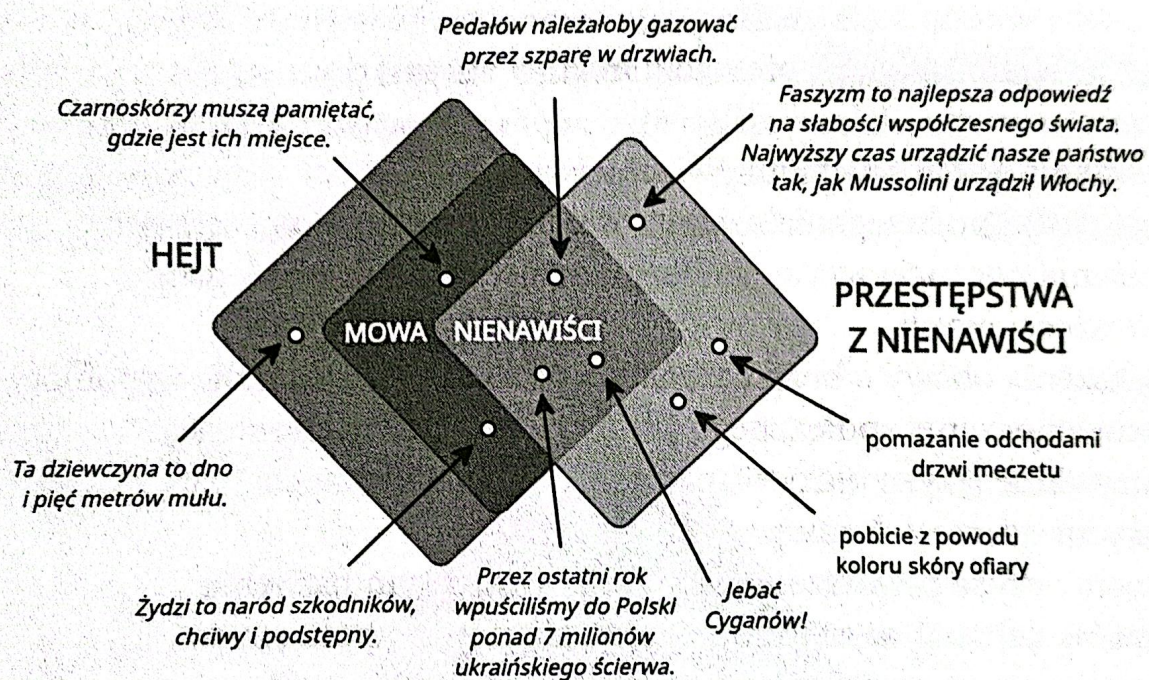 Pedałów należałoby gazować
przez szparę w drzwiach.
Czarnoskórzy muszą pamiętać,
gdzie jest ich miejsce.
Faszyzm to najlepsza odpowiedź
na słabości współczesnego świata.
Najwyższy czas urządzić nasze państwo
tak, jak Mussolini urządził Włochy.
HEJT
MOWA NIENAWIŚCI
PRZESTĘPSTWA
Z NIENAWIŚCI
Ta dziewczyna to dno
i pięć metrów mułu.
pomazanie odchodami
drzwi meczetu
pobicie z powodu
koloru skóry ofiary
Żydzi to naród szkodników,
chciwy i podstępny.
Przez ostatni rok
wpuściliśmy do Polski
ponad 7 milionów
ukraińskiego ścierwa.
Jebać
Cyganów!